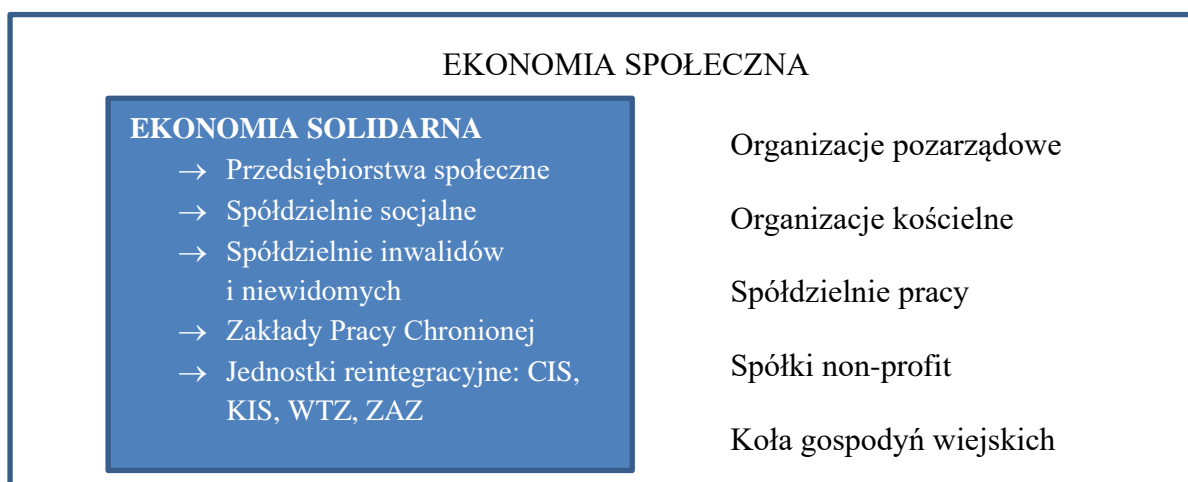 EKONOMIA SPOŁECZNA
EKONOMIA SOLIDARNA
→ Przedsiębiorstwa społeczne
→ Spółdzielnie socjalne
→ Spółdzielnie inwalidów
i niewidomych
→ Zakłady Pracy Chronionej
→ Jednostki reintegracyjne: CIS,
KIS, WTZ, ZAZ
Organizacje pozarządowe
Organizacje kościelne
Spółdzielnie pracy
Spółki non-profit
Koła gospodyń wiejskich